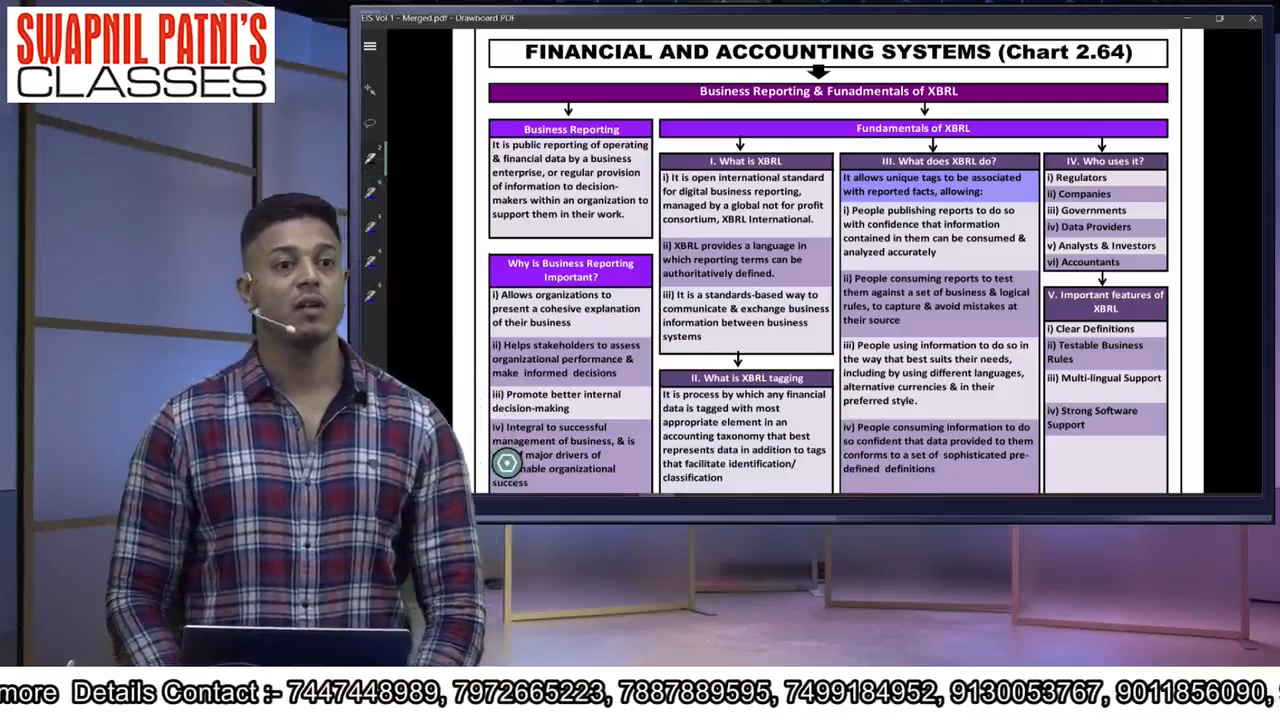 SWAPNIL PATNI'S
CLASSES
EIS Vol 1 - Merged.pdf - Drawboard PDF
FINANCIAL AND ACCOUNTING SYSTEMS (Chart 2.64)
Business Reporting & Funadmentals of XBRL
Business Reporting
It is public reporting of operating
& financial data by a business
enterprise, or regular provision
of information to decision-
makers within an organization to
support them in their work.
Why is Business Reporting
Important?
i) Allows organizations to
present a cohesive explanation
of their business
ii) Helps stakeholders to assess
organizational performance &
make informed decisions
iii) Promote better internal
decision-making
iv) Integral to successful
management of business, & is
major drivers of
organizational
success
Fundamentals of XBRL
I. What is XBRL
i) It is open international standard
for digital business reporting,
managed by a global not for profit
consortium, XBRL International.
ii) XBRL provides a language in
which reporting terms can be
authoritatively defined.
iii) It is a standards-based way to
communicate & exchange business
information between business
systems
II. What is XBRL tagging
It is process by which any financial
data is tagged with most
appropriate element in an
accounting taxonomy that best
represents data in addition to tags
that facilitate identification/
classification
III. What does XBRL do?
It allows unique tags to be associated
with reported facts, allowing:
i) People publishing reports to do so
with confidence that information
contained in them can be consumed &
analyzed accurately
ii) People consuming reports to test
them against a set of business & logical
rules, to capture & avoid mistakes at
their source
iii) People using information to do so in
the way that best suits their needs,
including by using different languages,
alternative currencies & in their
preferred style.
iv) People consuming information to do
so confident that data provided to them
conforms to a set of sophisticated pre-
defined definitions
IV. Who uses it?
i) Regulators
ii) Companies
iii) Governments
iv) Data Providers
v) Analysts & Investors
vi) Accountants
V. Important features of
XBRL
i) Clear Definitions
ii) Testable Business
Rules
iii) Multi-lingual Support
iv) Strong Software
Support
more Details Contact :- 7447448989, 7972665223, 7887889595, 7499184952, 9130053767, 9011856090,